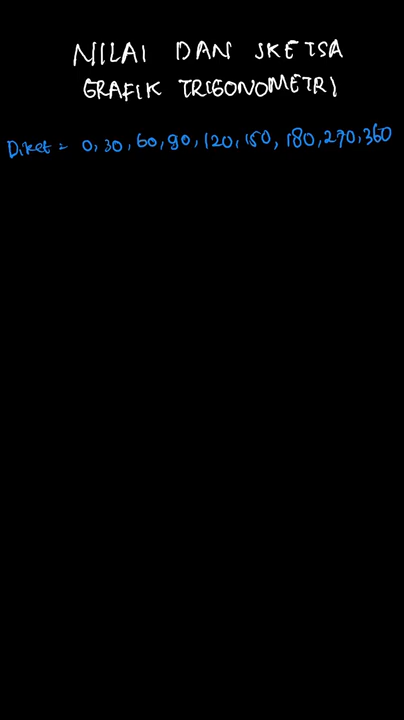 NILAI DAN SKETSA
GRAFIK TRIGONOMETRI
Diket = 0, 30, 60, 90, 120, 150, 180, 270, 360